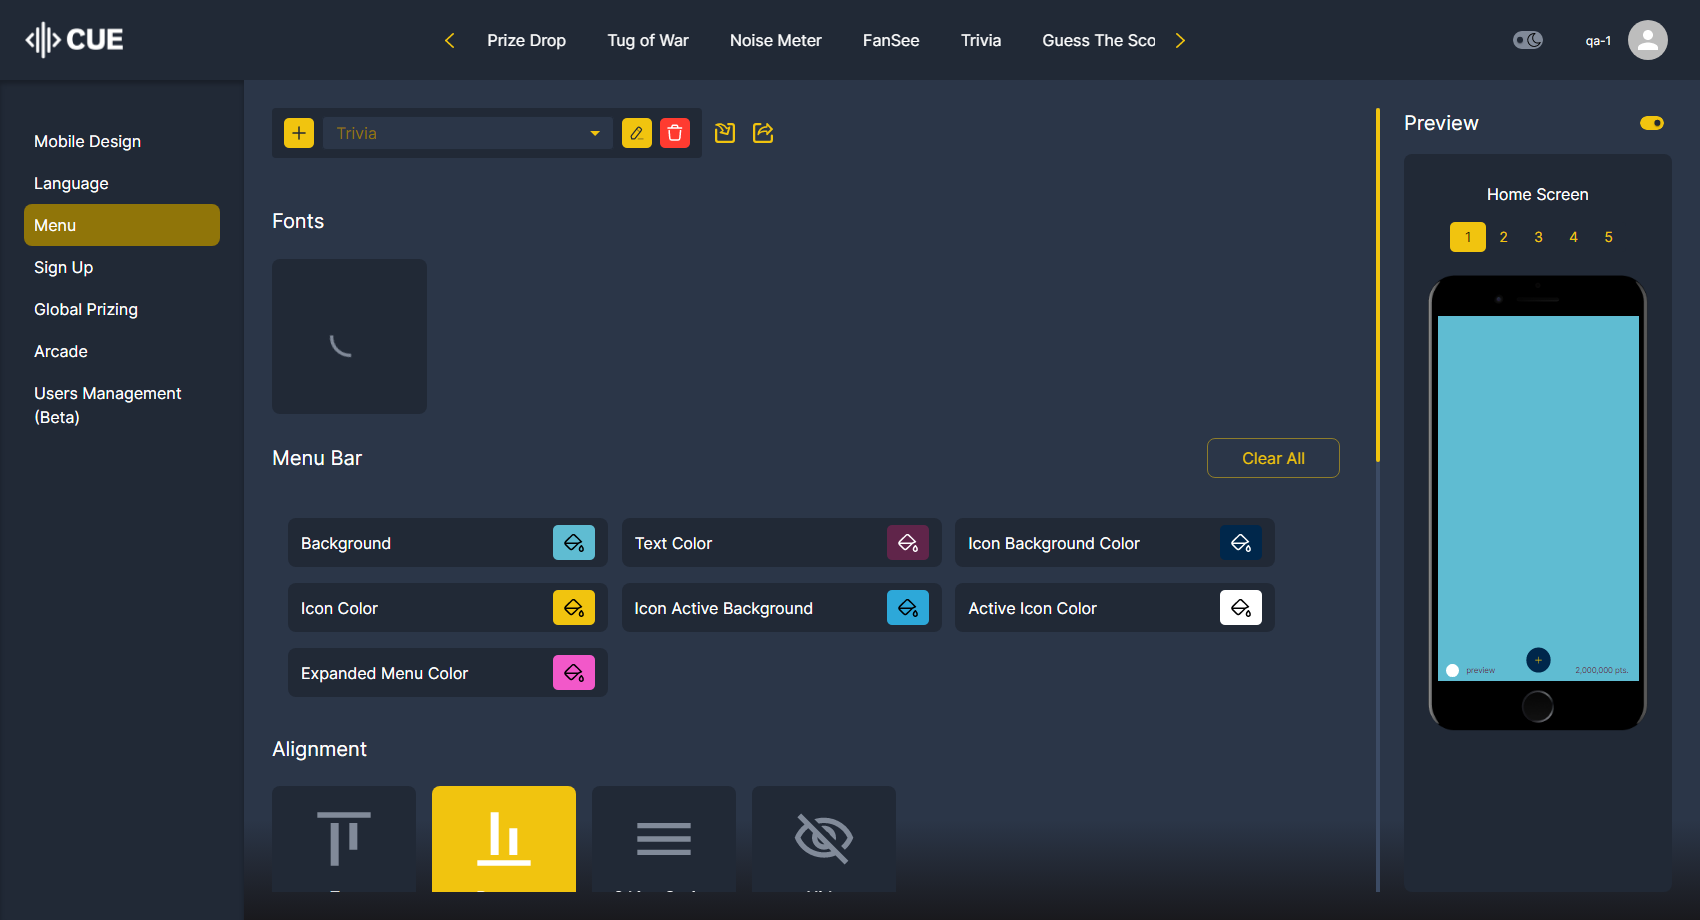 CUE
Prize Drop
Tug of War
Noise Meter
FanSee
Trivia
Guess The Sco
qa-1
Mobile Design
Language
Menu
Sign Up
Global Prizing
Arcade
Users Management
(Beta)
Trivia
Fonts
Menu Bar
Clear All
Background
Text Color
Icon Background Color
Icon Color
Icon Active Background
Active Icon Color
Expanded Menu Color
Alignment
Preview
Home Screen
1 2 3 4 5
preview
2,000,000 pts.